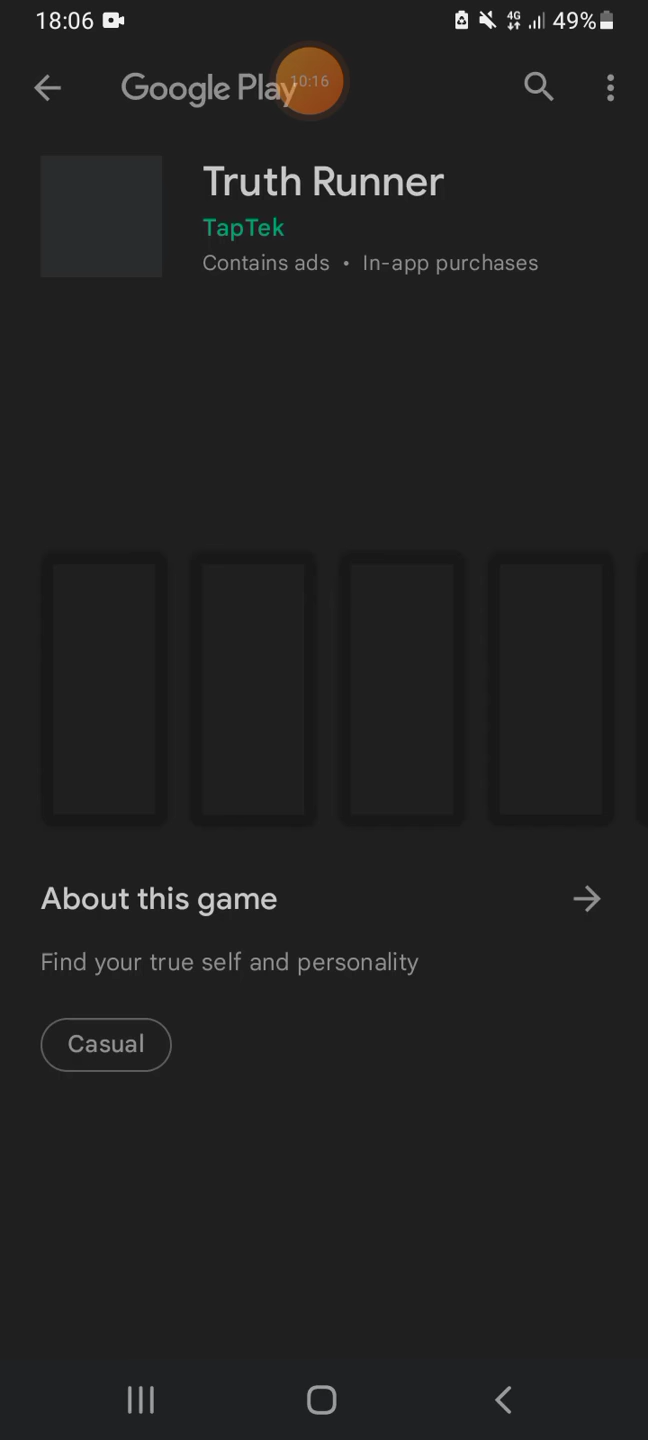 18:06
4G
49%
Google Play
10:16
Truth Runner
TapTek
Contains ads • In-app purchases
About this game
Find your true self and personality
Casual